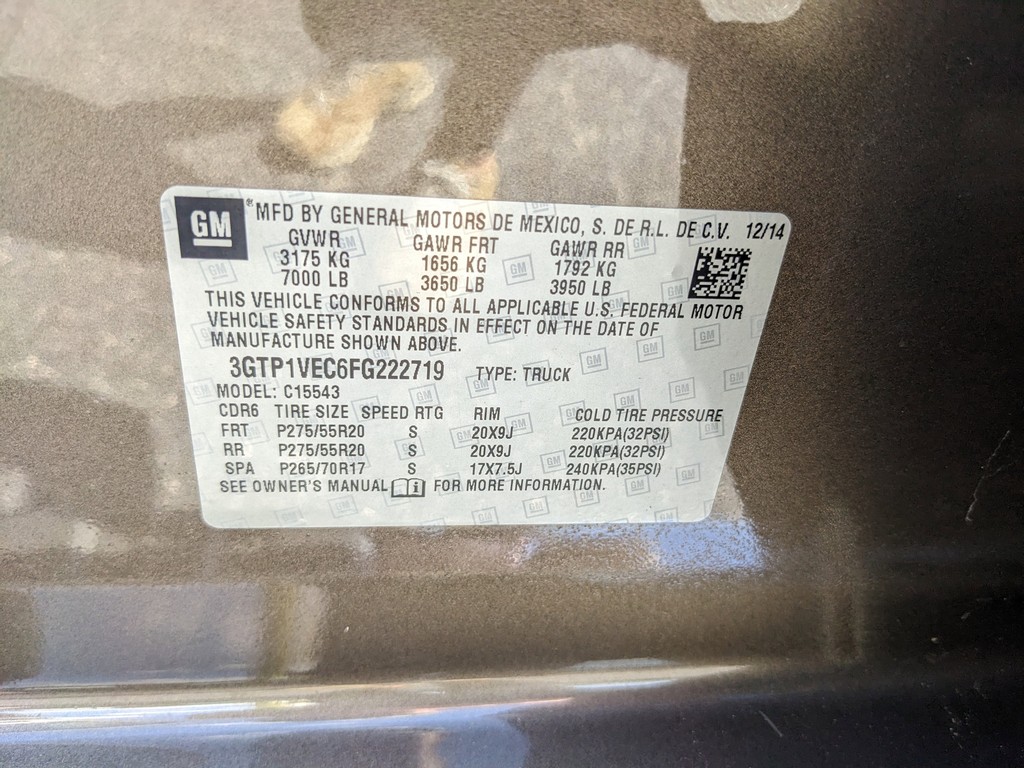 GM ® MFD BY GENERAL MOTORS DE MEXICO, S. DE R.L. DE C.V. 12/14
GVWR GAWR FRT GAWR RR
3175 KG 1656 KG 1792 KG
7000 LB 3650 LB 3950 LB
THIS VEHICLE CONFORMS TO ALL APPLICABLE U.S. FEDERAL MOTOR
VEHICLE SAFETY STANDARDS IN EFFECT ON THE DATE OF
MANUFACTURE SHOWN ABOVE.
3GTP1VEC6FG222719 TYPE: TRUCK
MODEL: C15543
CDR6 TIRE SIZE SPEED RTG RIM COLD TIRE PRESSURE
FRT P275/55R20 S 20X9J 220KPA(32PSI)
RR P275/55R20 S 20X9J 220KPA(32PSI)
SPA P265/70R17 S 17X7.5J 240KPA(35PSI)
SEE OWNER'S MANUAL i FOR MORE INFORMATION.